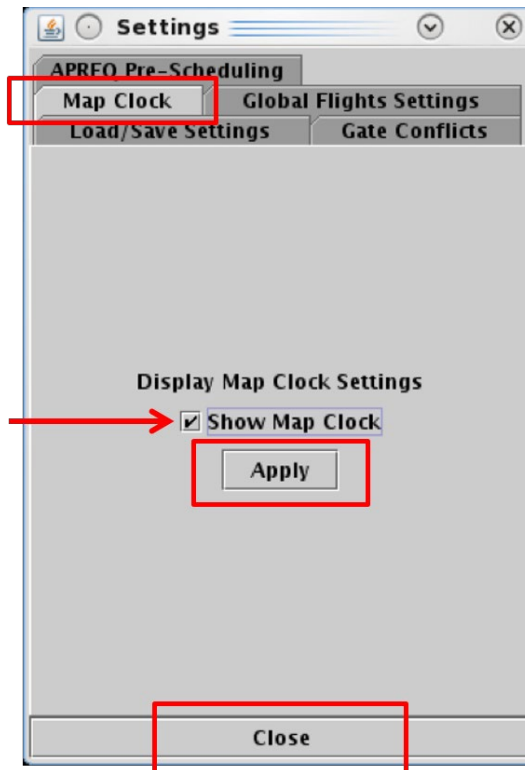 Settings
APREQ Pre-Scheduling
Map Clock Global Flights Settings
Load/Save Settings Gate Conflicts
Display Map Clock Settings
Show Map Clock
Apply
Close